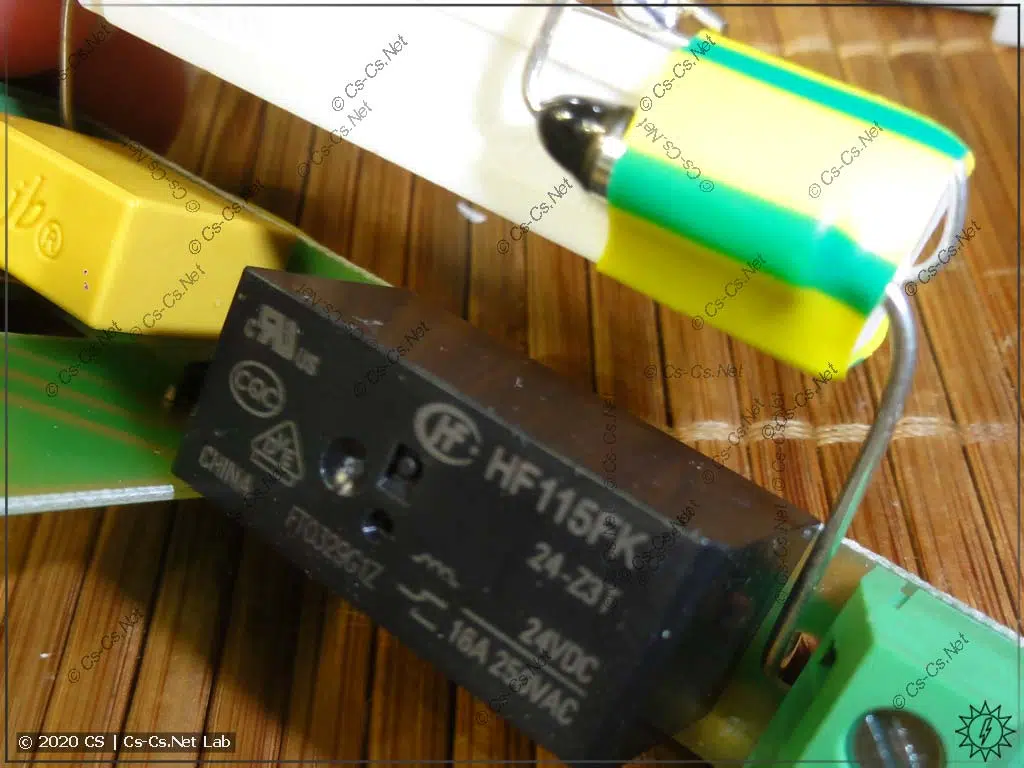 © Cs-Cs.Net
ib®
c US
CQC
CHINA
HF
HF115FK
24-Z3T
24VDC
16A 250VAC
© 2020 CS | Cs-Cs.Net Lab